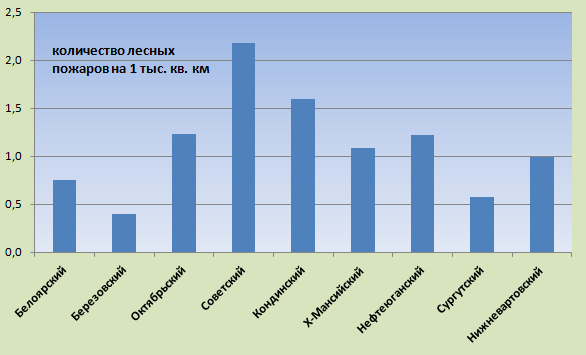 2,5
количество лесных
пожаров на 1 тыс. кв. км
2,0
1,5
1,0
0,5
0,0
Белоярский
Березовский
Октябрьский
Советский
Кондинский
Х-Мансийский
Нефтеюганский
Сургутский
Нижневартовский